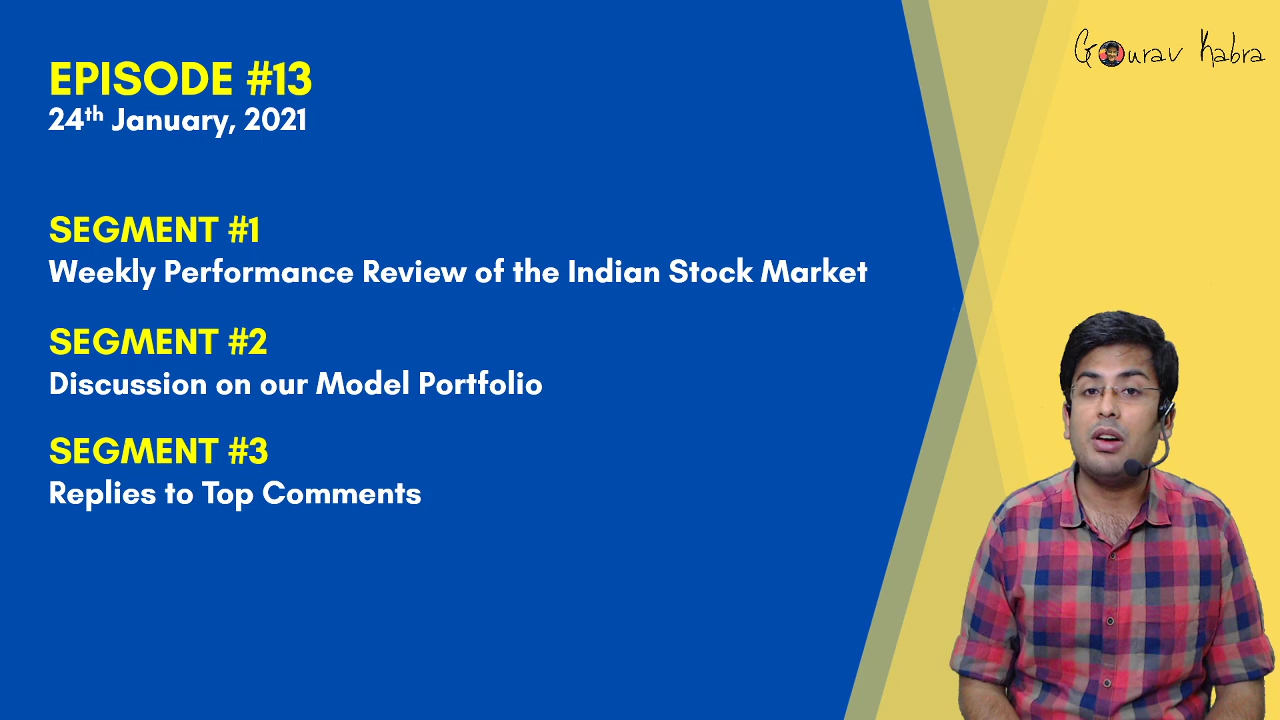 Gourav Kabra
EPISODE #13
24th January, 2021
SEGMENT #1
Weekly Performance Review of the Indian Stock Market
SEGMENT #2
Discussion on our Model Portfolio
SEGMENT #3
Replies to Top Comments